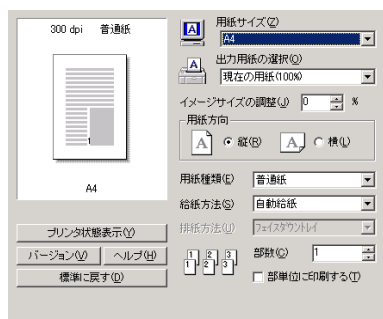 300 dpi 普通紙
A4
プリンタ状態表示(Y)
バージョン(V) ヘルプ(H)
標準に戻す(D)
用紙サイズ(Z)
A4
出力用紙の選択(O)
現在の用紙(100%)
イメージサイズの調整(J) 0 %
用紙方向
縦(R) 横(L)
用紙種類(E) 普通紙
給紙方法(S) 自動給紙
排紙方法(U) フェイスダウントレイ
部数(C) 1
部単位に印刷する(T)